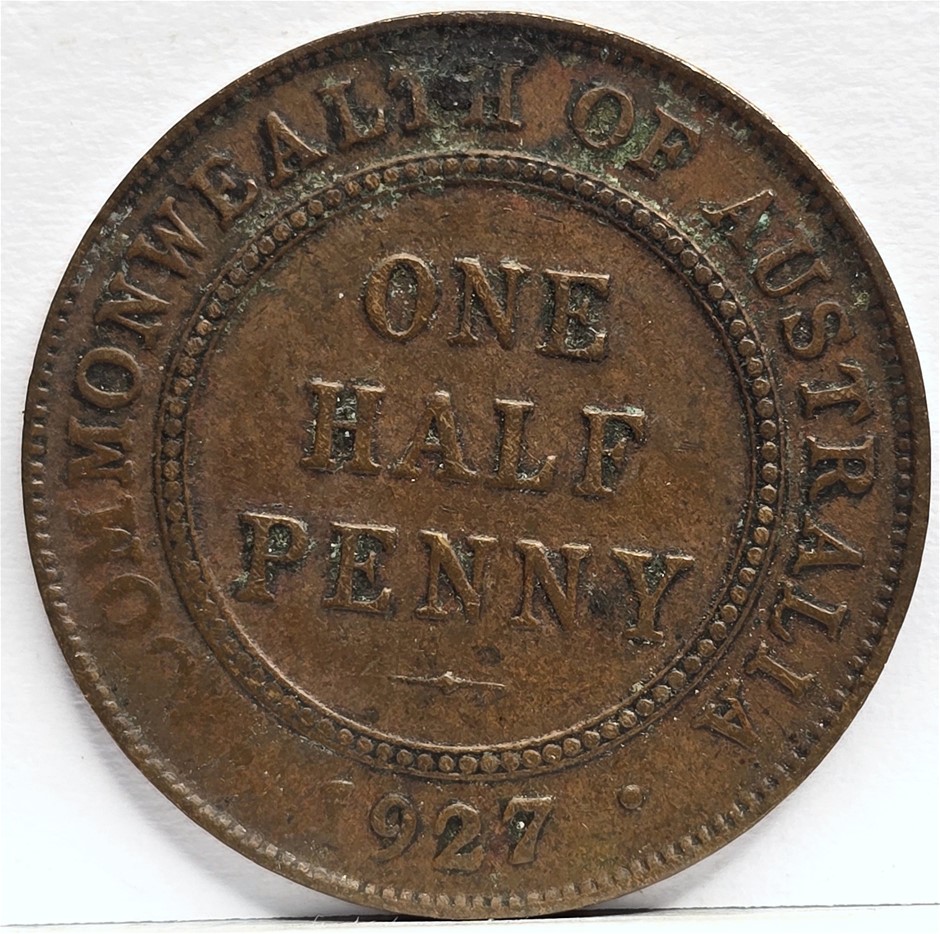 COMMONWEALTH OF AUSTRALIA
ONE
HALF
PENNY
1927